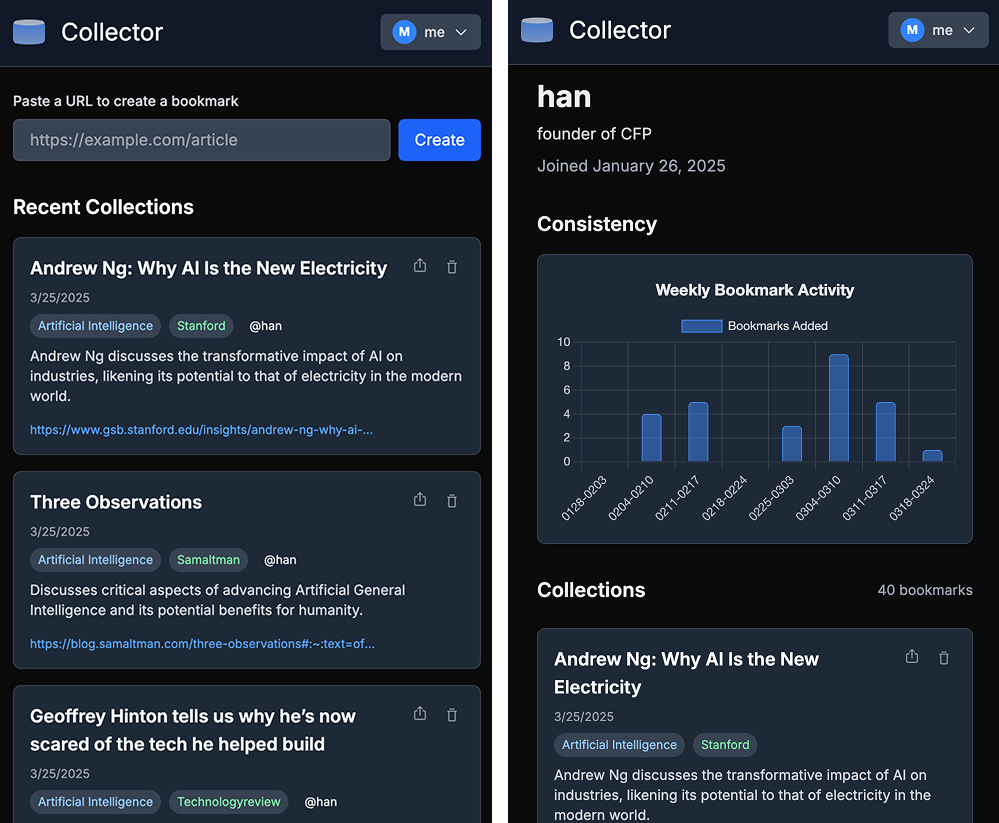 Collector
M me
Paste a URL to create a bookmark
https://example.com/article
Create
Recent Collections
Andrew Ng: Why AI Is the New Electricity
3/25/2025
Artificial Intelligence Stanford @han
Andrew Ng discusses the transformative impact of AI on
industries, likening its potential to that of electricity in the modern
world.
https://www.gsb.stanford.edu/insights/andrew-ng-why-ai-...
Three Observations
3/25/2025
Artificial Intelligence Samaltman @han
Discusses critical aspects of advancing Artificial General
Intelligence and its potential benefits for humanity.
https://blog.samaltman.com/three-observations#:~:text=of...
Geoffrey Hinton tells us why he’s now
scared of the tech he helped build
3/25/2025
Artificial Intelligence Technologyreview @han
Collector
M me
han
founder of CFP
Joined January 26, 2025
Consistency
Weekly Bookmark Activity
Bookmarks Added
10
8
6
4
2
0
0128-0203
0204-0210
0211-0217
0218-0224
0225-0303
0304-0310
0311-0317
0318-0324
Collections
40 bookmarks
Andrew Ng: Why AI Is the New
Electricity
3/25/2025
Artificial Intelligence Stanford
Andrew Ng discusses the transformative impact of AI on
industries, likening its potential to that of electricity in the
modern world.